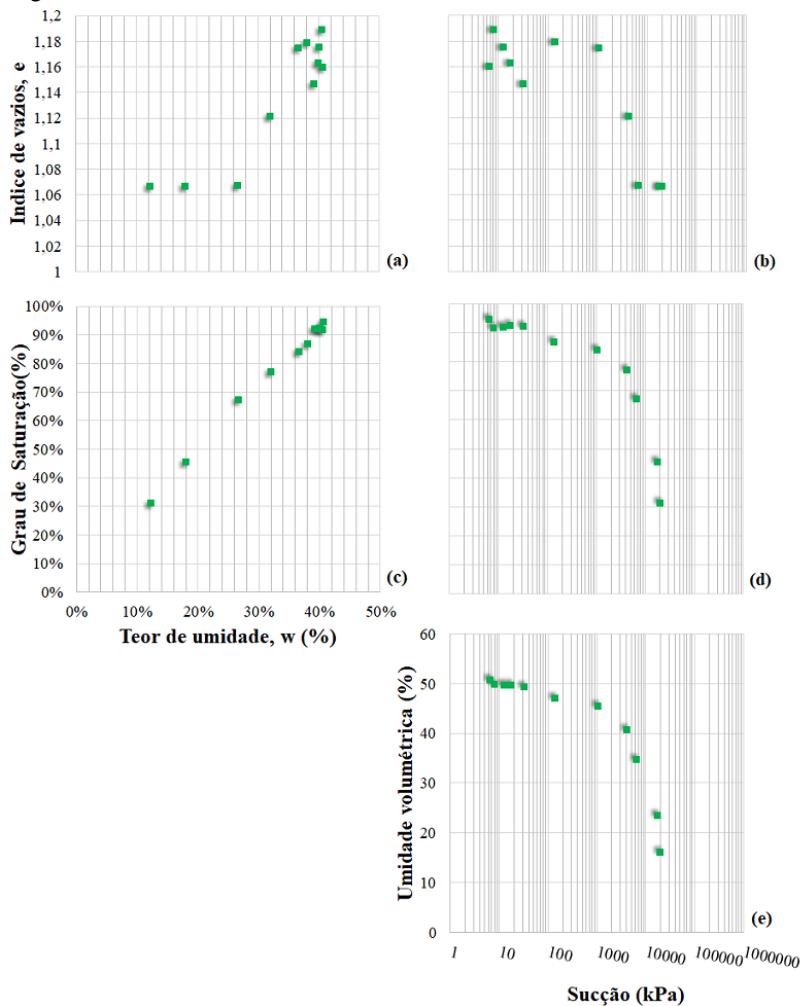 1,2
1,18
1,16
1,14
1,12
1,1
1,08
1,06
1,04
1,02
1
Indice de vazios, e
(a)
(b)
100%
90%
80%
70%
60%
50%
40%
30%
20%
10%
0%
Grau de Saturação(%)
(c)
(d)
0% 10% 20% 30% 40% 50%
Teor de umidade, w (%)
60
50
40
30
20
10
0
Umidade volumétrica (%)
(e)
1 10 100 1000 10000 100000 1000000
Sucção (kPa)